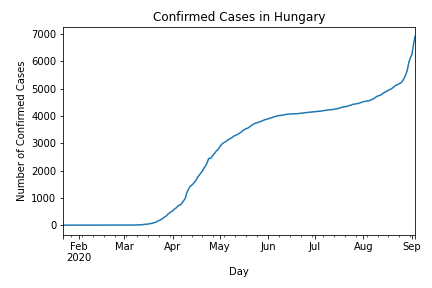 Confirmed Cases in Hungary
Number of Confirmed Cases
7000
6000
5000
4000
3000
2000
1000
0
Feb Mar Apr May Jun Jul Aug Sep
2020
Day